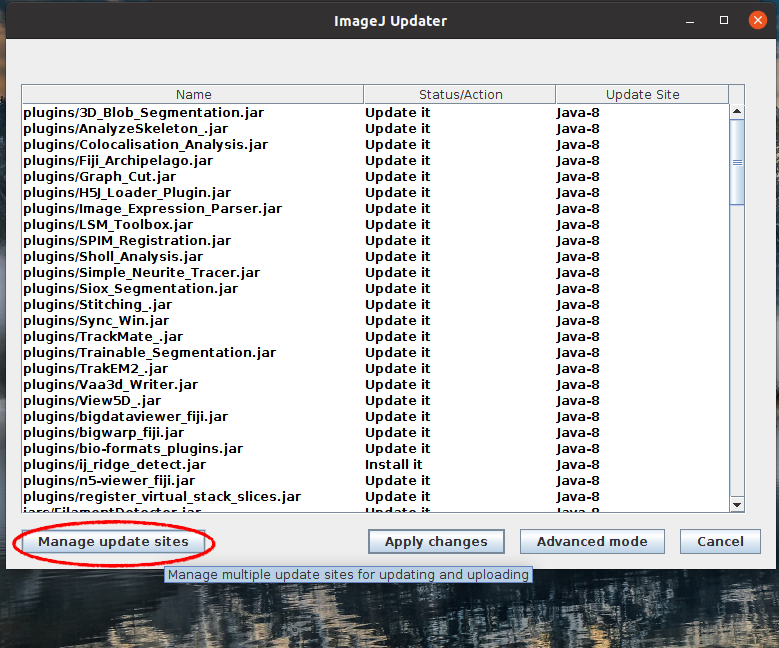 ImageJ Updater
Name Status/Action Update Site
plugins/3D_Blob_Segmentation.jar Update it Java-8
plugins/AnalyzeSkeleton_.jar Update it Java-8
plugins/Colocalisation_Analysis.jar Update it Java-8
plugins/Fiji_Archipelago.jar Update it Java-8
plugins/Graph_Cut.jar Update it Java-8
plugins/H5J_Loader_Plugin.jar Update it Java-8
plugins/Image_Expression_Parser.jar Update it Java-8
plugins/LSM_Toolbox.jar Update it Java-8
plugins/SPIM_Registration.jar Update it Java-8
plugins/Sholl_Analysis.jar Update it Java-8
plugins/Simple_Neurite_Tracer.jar Update it Java-8
plugins/Siox_Segmentation.jar Update it Java-8
plugins/Stitching_.jar Update it Java-8
plugins/Sync_Win.jar Update it Java-8
plugins/TrackMate_.jar Update it Java-8
plugins/Trainable_Segmentation.jar Update it Java-8
plugins/TrakEM2_.jar Update it Java-8
plugins/Vaa3d_Writer.jar Update it Java-8
plugins/View5D_.jar Update it Java-8
plugins/bigdataviewer_fiji.jar Update it Java-8
plugins/bigwarp_fiji.jar Update it Java-8
plugins/bio-formats_plugins.jar Update it Java-8
plugins/ij_ridge_detect.jar Install it Java-8
plugins/n5-viewer_fiji.jar Update it Java-8
plugins/register_virtual_stack_slices.jar Update it Java-8
jars/FilamentDetector.jar Update it Java-8
Manage update sites Apply changes Advanced mode Cancel
Manage multiple update sites for updating and uploading